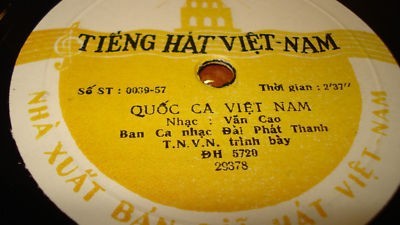 TIẾNG HÁT VIỆT-NAM
Số ST : 0039-57 Thời gian : 2'37"
QUỐC CA VIỆT NAM
Nhạc : Văn Cao
Ban Ca nhạc Đài Phát Thanh
T.N.V.N. trình bày
ĐH 5720
29378
NHÀ XUẤT BẢN HÁT VIỆT NAM